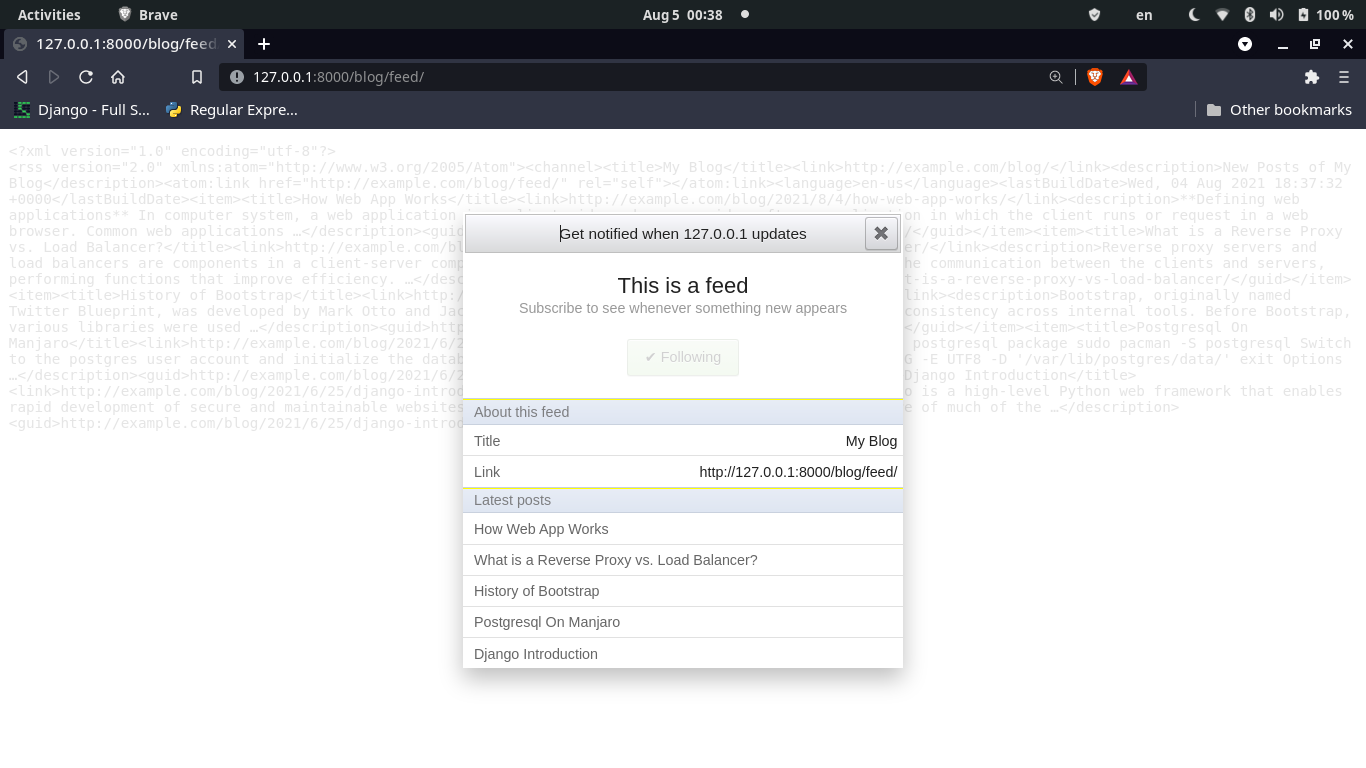 Activities
Brave
Aug 5 00:38
en
100 %
127.0.0.1:8000/blog/feed
127.0.0.1:8000/blog/feed/
Django - Full S...
Regular Expre...
Other bookmarks
<?xml version="1.0" encoding="utf-8"?>
<rss version="2.0" xmlns:atom="http://www.w3.org/2005/Atom"><channel><title>My Blog</title><link>http://example.com/blog/</link><description>New Posts of My
Blog</description><atom:link href="http://example.com/blog/feed/" rel="self"></atom:link><language>en-us</language><lastBuildDate>Wed, 04 Aug 2021 18:37:32
+0000</lastBuildDate><item><title>How Web App Works</title><link>http://example.com/blog/2021/8/4/how-web-app-works/</link><description>**Defining web
applications** In computer system, a web application in which the client runs or request in a web
browser. Common web applications …</description><guid /</guid></item><item><title>What is a Reverse Proxy
vs. Load Balancer?</title><link>http://example.com/bl er/</link><description>Reverse proxy servers and
load balancers are components in a client-server comp he communication between the clients and servers,
performing functions that improve efficiency. …</desc t-is-a-reverse-proxy-vs-load-balancer/</guid></item>
<item><title>History of Bootstrap</title><link>http:/ link><description>Bootstrap, originally named
Twitter Blueprint, was developed by Mark Otto and Jac consistency across internal tools. Before Bootstrap,
various libraries were used …</description><guid>http </guid></item><item><title>Postgresql On
Manjaro</title><link>http://example.com/blog/2021/6/2 postgresql package sudo pacman -S postgresql Switch
to the postgres user account and initialize the datab G -E UTF8 -D '/var/lib/postgres/data/' exit Options
…</description><guid>http://example.com/blog/2021/6/2 Django Introduction</title>
<link>http://example.com/blog/2021/6/25/django-introd o is a high-level Python web framework that enables
rapid development of secure and maintainable websites e of much of the …</description>
<guid>http://example.com/blog/2021/6/25/django-introd
Get notified when 127.0.0.1 updates
This is a feed
Subscribe to see whenever something new appears
✔ Following
About this feed
Title My Blog
Link http://127.0.0.1:8000/blog/feed/
Latest posts
How Web App Works
What is a Reverse Proxy vs. Load Balancer?
History of Bootstrap
Postgresql On Manjaro
Django Introduction